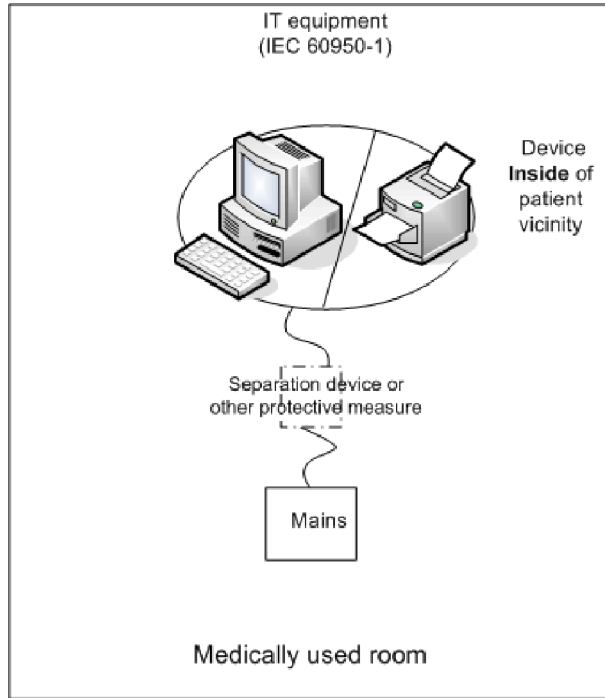 IT equipment
(IEC 60950-1)
Device
Inside of
patient
vicinity
Separation device or
other protective measure
Mains
Medically used room